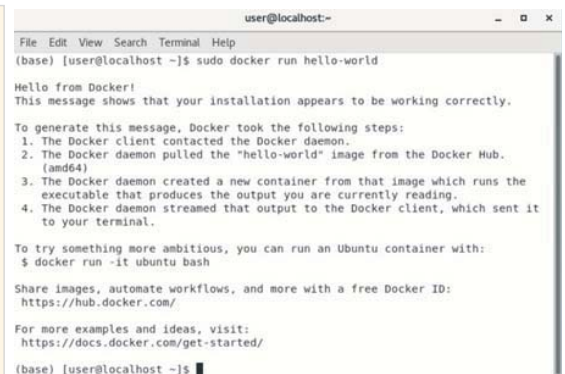 user@localhost:~
File Edit View Search Terminal Help
(base) [user@localhost ~]$ sudo docker run hello-world
Hello from Docker!
This message shows that your installation appears to be working correctly.
To generate this message, Docker took the following steps:
1. The Docker client contacted the Docker daemon.
2. The Docker daemon pulled the "hello-world" image from the Docker Hub.
(amd64)
3. The Docker daemon created a new container from that image which runs the
executable that produces the output you are currently reading.
4. The Docker daemon streamed that output to the Docker client, which sent it
to your terminal.
To try something more ambitious, you can run an Ubuntu container with:
$ docker run -it ubuntu bash
Share images, automate workflows, and more with a free Docker ID:
https://hub.docker.com/
For more examples and ideas, visit:
https://docs.docker.com/get-started/
(base) [user@localhost ~]$